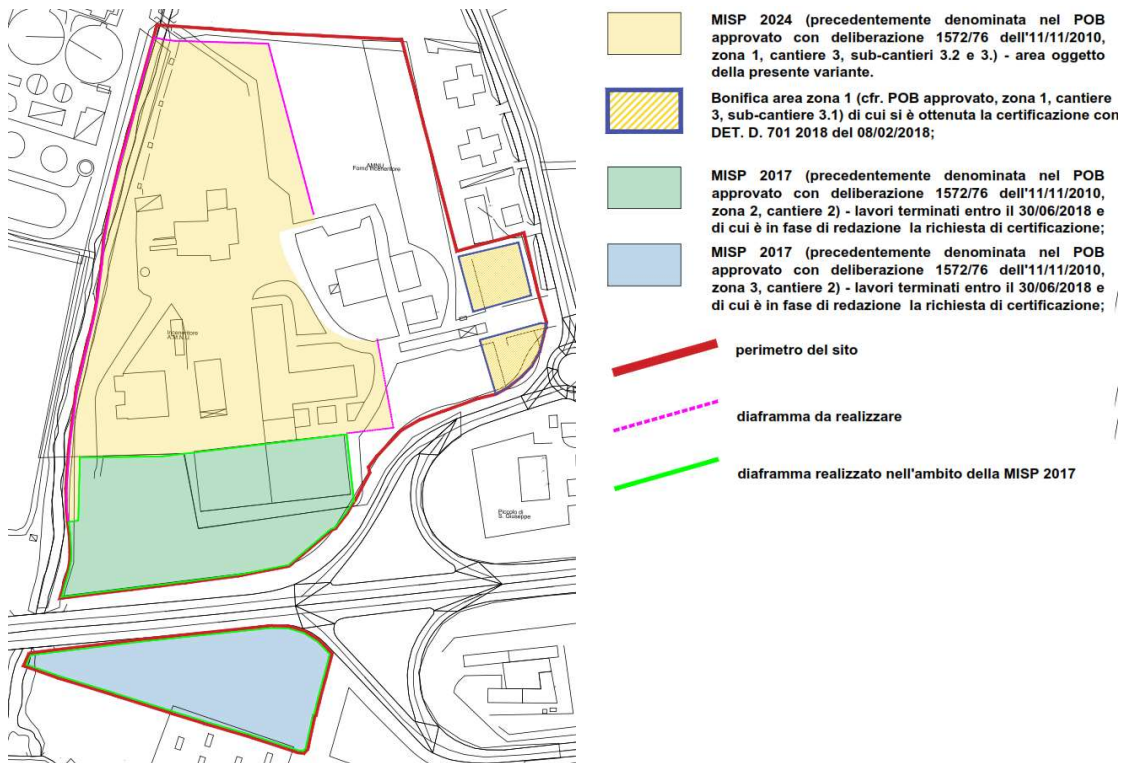 AMNU
Forno Inceneritore
Inceneritore
A.M.N.U.
Piccolo di
S. Giuseppe
MISP 2024 (precedentemente denominata nel POB
approvato con deliberazione 1572/76 dell'11/11/2010,
zona 1, cantiere 3, sub-cantieri 3.2 e 3.) - area oggetto
della presente variante.
Bonifica area zona 1 (cfr. POB approvato, zona 1, cantiere
3, sub-cantiere 3.1) di cui si è ottenuta la certificazione con
DET. D. 701 2018 del 08/02/2018;
MISP 2017 (precedentemente denominata nel POB
approvato con deliberazione 1572/76 dell'11/11/2010,
zona 2, cantiere 2) - lavori terminati entro il 30/06/2018 e
di cui è in fase di redazione la richiesta di certificazione;
MISP 2017 (precedentemente denominata nel POB
approvato con deliberazione 1572/76 dell'11/11/2010,
zona 3, cantiere 2) - lavori terminati entro il 30/06/2018 e
di cui è in fase di redazione la richiesta di certificazione;
perimetro del sito
diaframma da realizzare
diaframma realizzato nell'ambito della MISP 2017